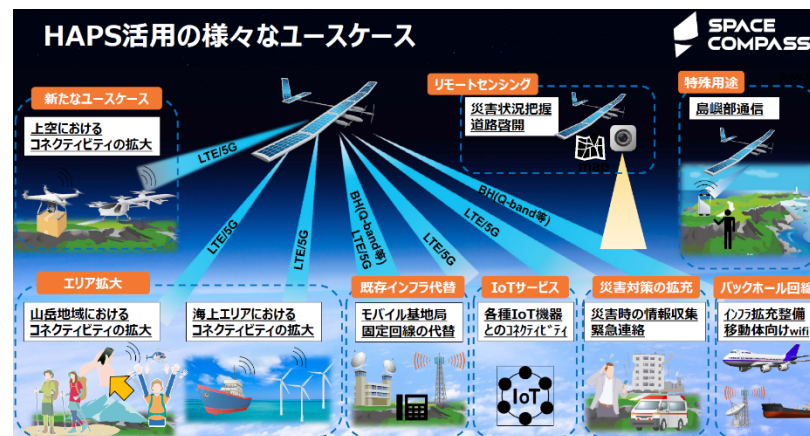 HAPS活用の様々なユースケース
SPACE
COMPASS
新たなユースケース
上空における
コネクティビティの拡大
リモートセンシング
災害状況把握
道路啓開
特殊用途
島嶼部通信
LTE/5G
LTE/5G
LTE/5G
BH(Q-band等)
LTE/5G
LTE/5G
LTE/5G
BH(Q-band等)
エリア拡大
山岳地域における
コネクティビティの拡大
海上エリアにおける
コネクティビティの拡大
既存インフラ代替
モバイル基地局
固定回線の代替
IoTサービス
各種IoT機器
とのコネクティビティ
IoT
災害対策の拡充
災害時の情報収集
緊急連絡
バックホール回線
インフラ拡充整備
移動体向けwifi